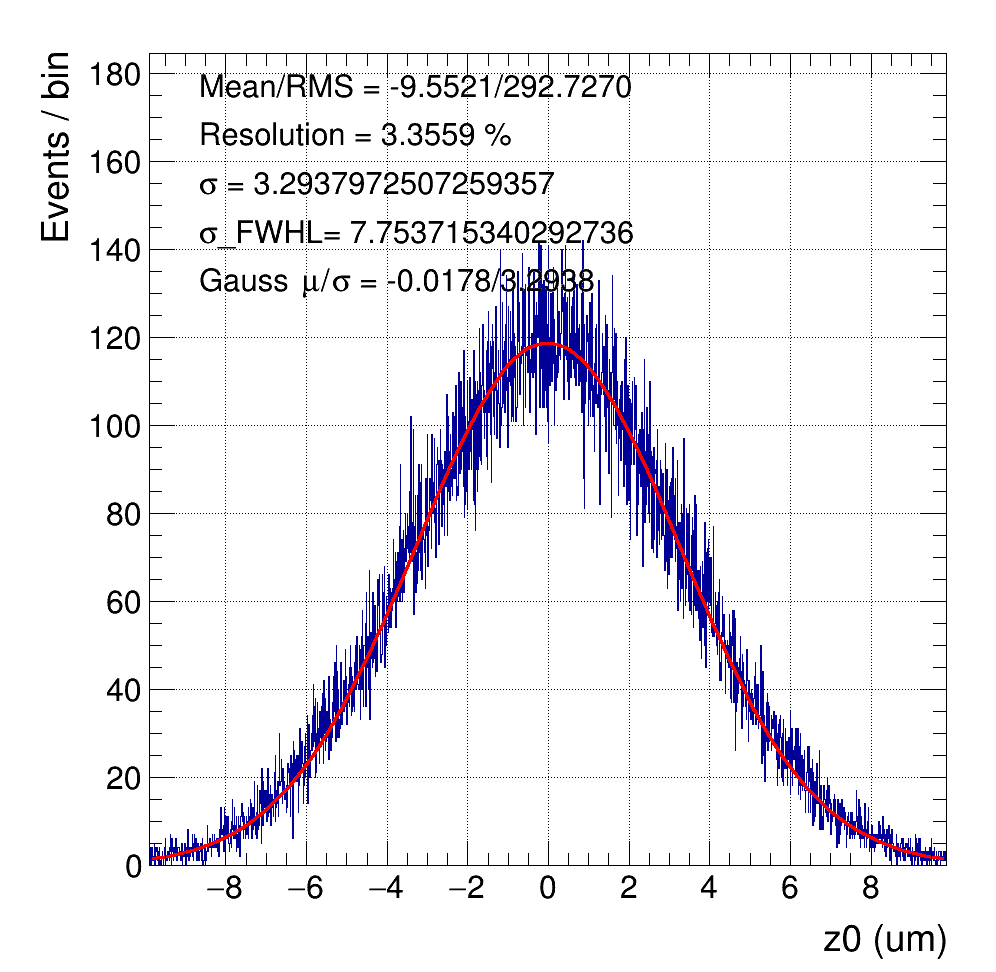 Events / bin
180
160
140
120
100
80
60
40
20
0
Mean/RMS = -9.5521/292.7270
Resolution = 3.3559 %
σ = 3.2937972507259357
σ_FWHL= 7.753715340292736
Gauss μ/σ = -0.0178/3.2938
−8 −6 −4 −2 0 2 4 6 8
z0 (um)